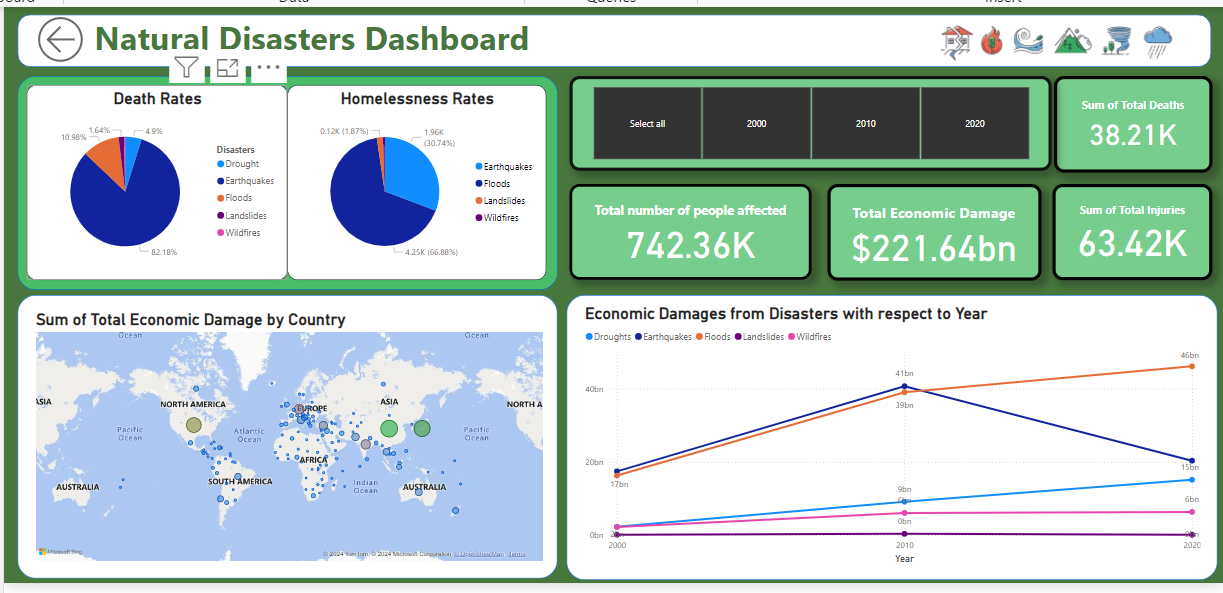 Data
Queries
Insert
Natural Disasters Dashboard
Death Rates
1.64%
4.9%
10.98%
82.18%
Disasters
Drought
Earthquakes
Floods
Landslides
Wildfires
Homelessness Rates
0.12K (1.87%)
1.96K
(30.74%)
4.25K (66.88%)
Earthquakes
Floods
Landslides
Wildfires
Select all
2000
2010
2020
Sum of Total Deaths
38.21K
Total number of people affected
742.36K
Total Economic Damage
$221.64bn
Sum of Total Injuries
63.42K
Sum of Total Economic Damage by Country
Ocean
Ocean
ASIA
NORTH AMERICA
EUROPE
ASIA
NORTH A
Pacific
Ocean
Atlantic
Ocean
Pacific
Ocean
AFRICA
AUSTRALIA
SOUTH AMERICA
Indian
Ocean
AUSTRALIA
Microsoft Bing
© 2024 TomTom, © 2024 Microsoft Corporation, © OpenStreetMap Terms
Economic Damages from Disasters with respect to Year
Droughts Earthquakes Floods Landslides Wildfires
46bn
41bn
40bn
39bn
20bn
17bn
15bn
9bn
6bn
0bn
0bn
2000
2010
2020
Year